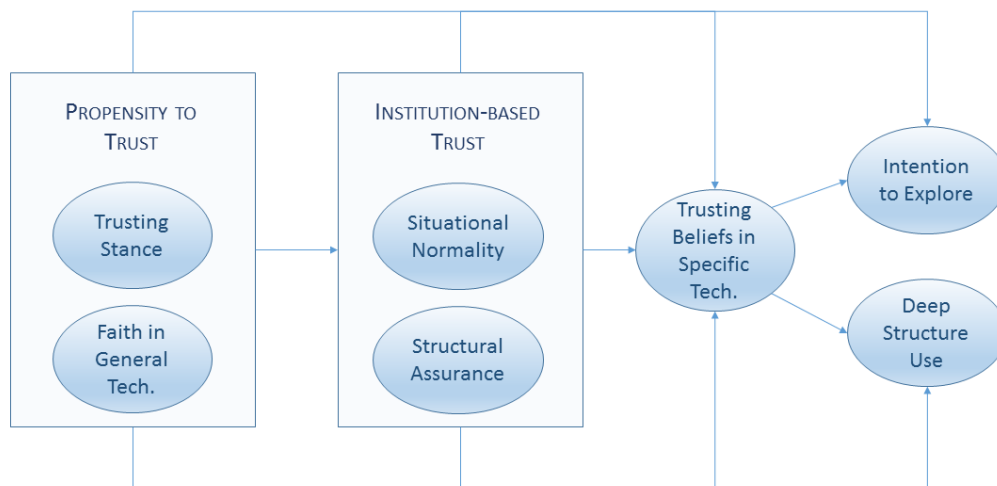 PROPENSITY TO
TRUST
Trusting
Stance
Faith in
General
Tech.
INSTITUTION-BASED
TRUST
Situational
Normality
Structural
Assurance
Trusting
Beliefs in
Specific
Tech.
Intention
to Explore
Deep
Structure
Use